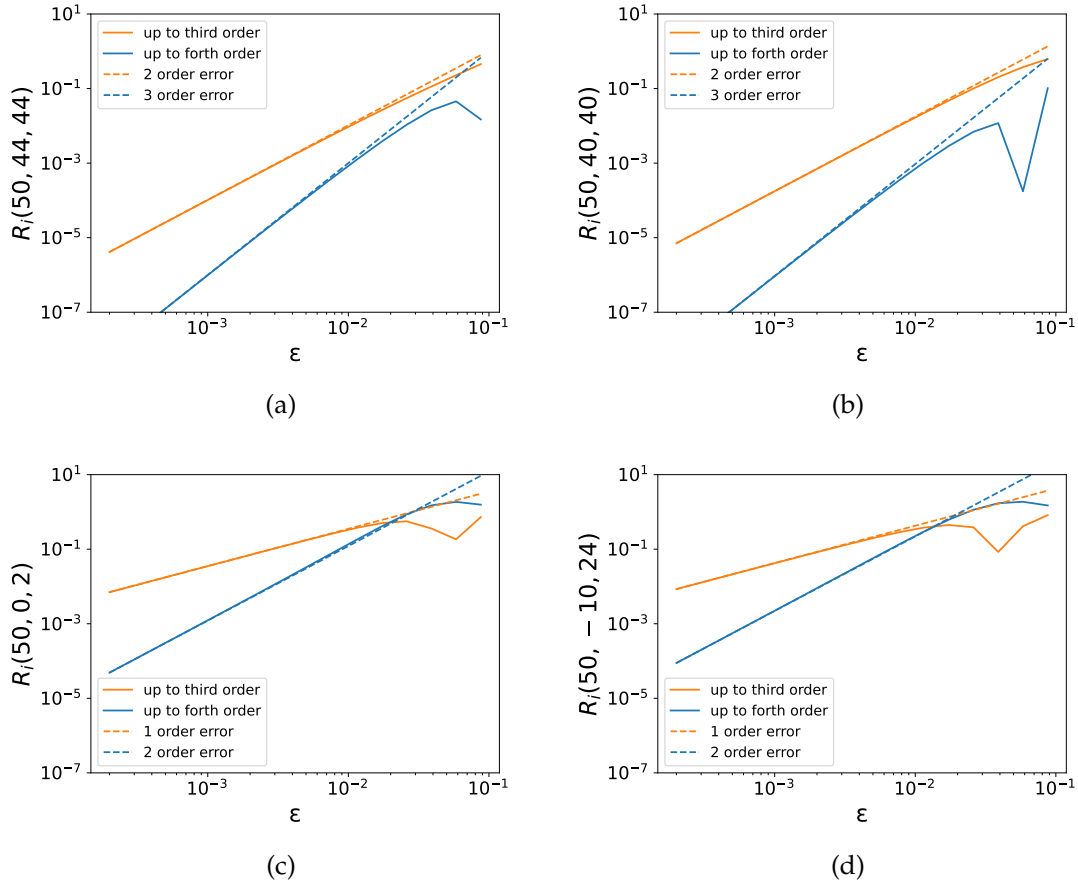 10^1
10^{-1}
10^{-3}
10^{-5}
10^{-7}
R_i(50, 44, 44)
up to third order
up to forth order
2 order error
3 order error
10^{-3}
10^{-2}
10^{-1}
ε
(a)
10^1
10^{-1}
10^{-3}
10^{-5}
10^{-7}
R_i(50, 40, 40)
up to third order
up to forth order
2 order error
3 order error
10^{-3}
10^{-2}
10^{-1}
ε
(b)
10^1
10^{-1}
10^{-3}
10^{-5}
10^{-7}
R_i(50, 0, 2)
up to third order
up to forth order
1 order error
2 order error
10^{-3}
10^{-2}
10^{-1}
ε
(c)
10^1
10^{-1}
10^{-3}
10^{-5}
10^{-7}
R_i(50, −10, 24)
up to third order
up to forth order
1 order error
2 order error
10^{-3}
10^{-2}
10^{-1}
ε
(d)